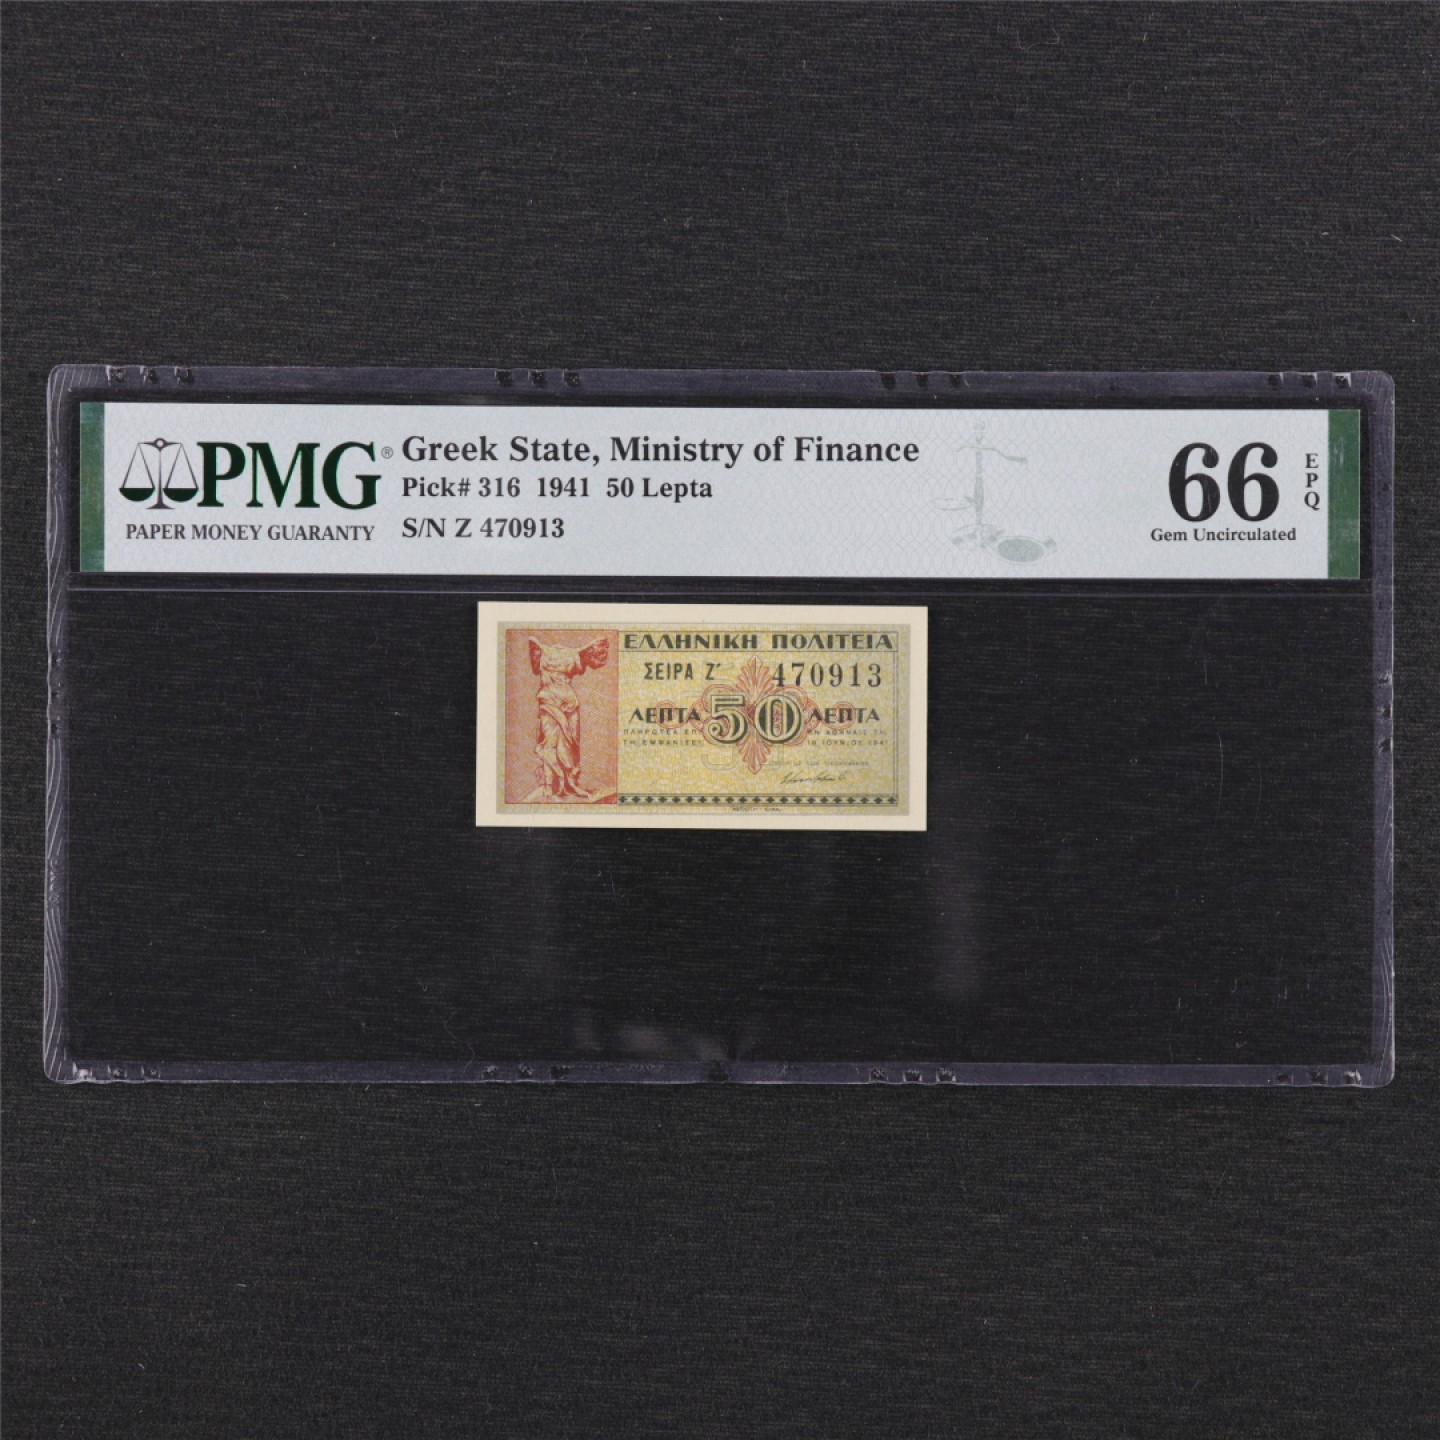 PMG®
PAPER MONEY GUARANTY
Greek State, Ministry of Finance
Pick# 316 1941 50 Lepta
S/N Z 470913
66
EPQ
Gem Uncirculated
ΕΛΛΗΝΙΚΗ ΠΟΛΙΤΕΙΑ
ΣΕΙΡΑ Ζ΄ 470913
ΛΕΠΤΑ 50 ΛΕΠΤΑ